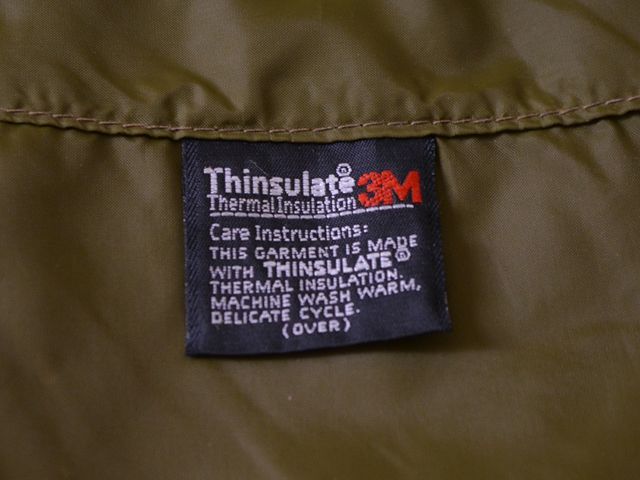 Thinsulate® 3M
Thermal Insulation
Care Instructions:
THIS GARMENT IS MADE
WITH THINSULATE®
THERMAL INSULATION.
MACHINE WASH WARM,
DELICATE CYCLE.
(OVER)